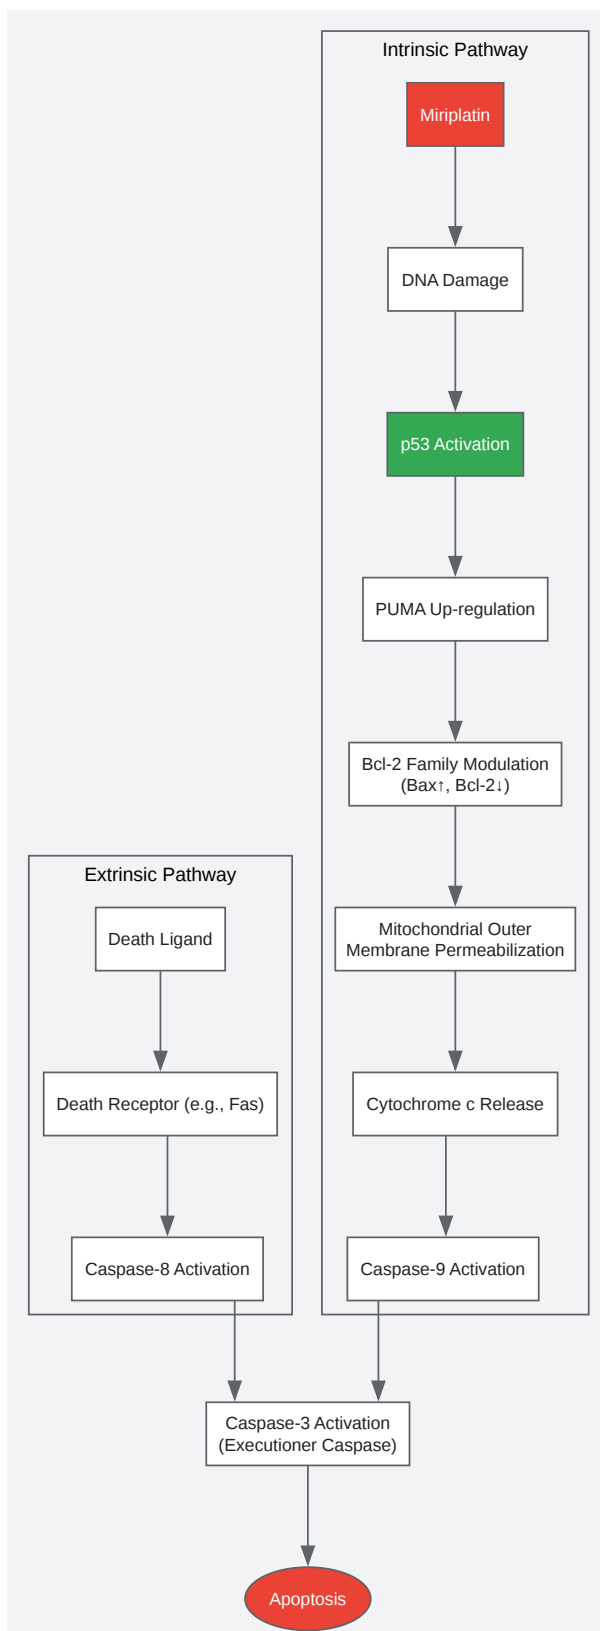 Intrinsic Pathway
Miriplatin
DNA Damage
p53 Activation
PUMA Up-regulation
Bcl-2 Family Modulation
(Bax↑, Bcl-2↓)
Mitochondrial Outer
Membrane Permeabilization
Cytochrome c Release
Caspase-9 Activation
Extrinsic Pathway
Death Ligand
Death Receptor (e.g., Fas)
Caspase-8 Activation
Caspase-3 Activation
(Executioner Caspase)
Apoptosis